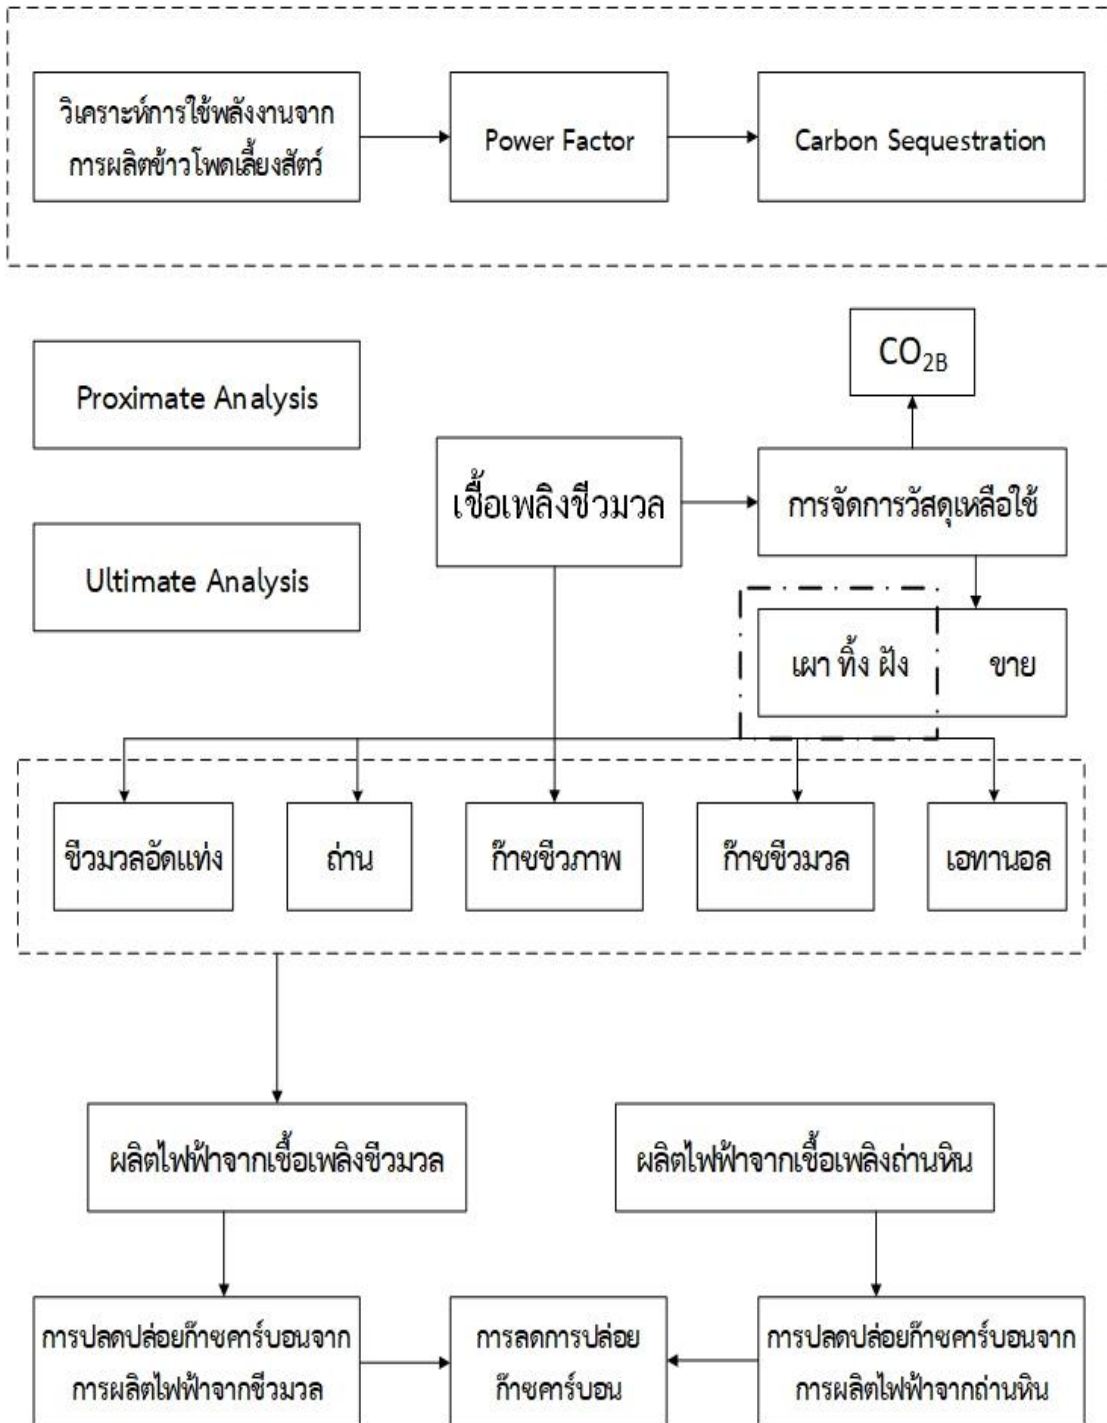 วิเคราะห์การใช้พลังงานจาก
การผลิตข้าวโพดเลี้ยงสัตว์
Power Factor
Carbon Sequestration
CO₂B
Proximate Analysis
เชื้อเพลิงชีวมวล
การจัดการวัสดุเหลือใช้
Ultimate Analysis
เผา ทิ้ง ฝัง
ขาย
ชีวมวลอัดแท่ง
ถ่าน
ก๊าซชีวภาพ
ก๊าซชีวมวล
เอทานอล
ผลิตไฟฟ้าจากเชื้อเพลิงชีวมวล
ผลิตไฟฟ้าจากเชื้อเพลิงถ่านหิน
การปลดปล่อยก๊าซคาร์บอนจาก
การผลิตไฟฟ้าจากชีวมวล
การลดการปล่อย
ก๊าซคาร์บอน
การปลดปล่อยก๊าซคาร์บอนจาก
การผลิตไฟฟ้าจากถ่านหิน